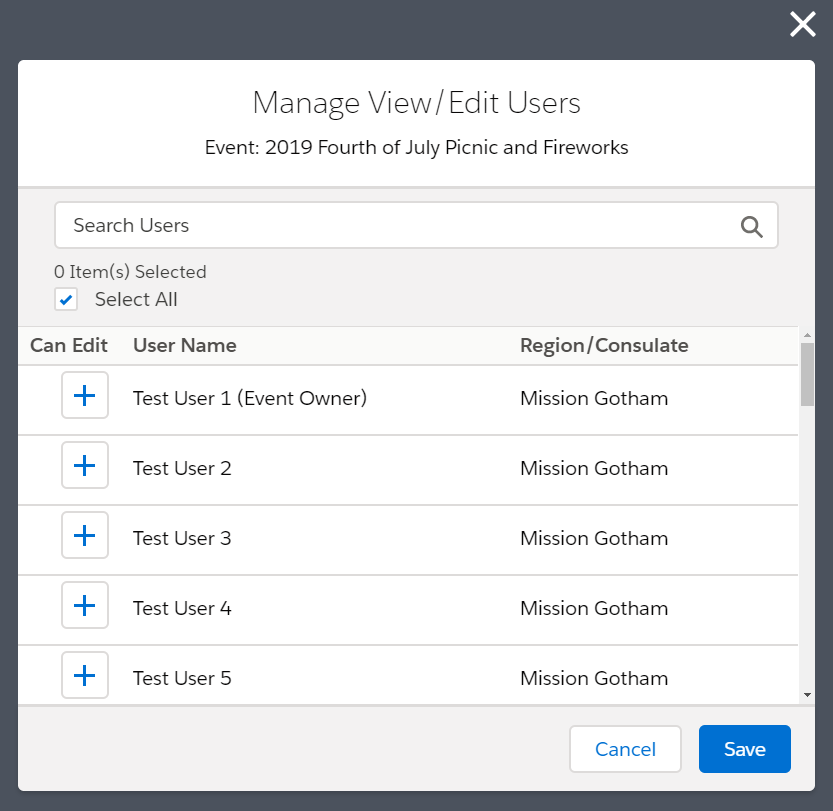 Manage View/Edit Users
Event: 2019 Fourth of July Picnic and Fireworks
Search Users
0 Item(s) Selected
Select All
Can Edit User Name Region/Consulate
Test User 1 (Event Owner) Mission Gotham
Test User 2 Mission Gotham
Test User 3 Mission Gotham
Test User 4 Mission Gotham
Test User 5 Mission Gotham
Cancel Save